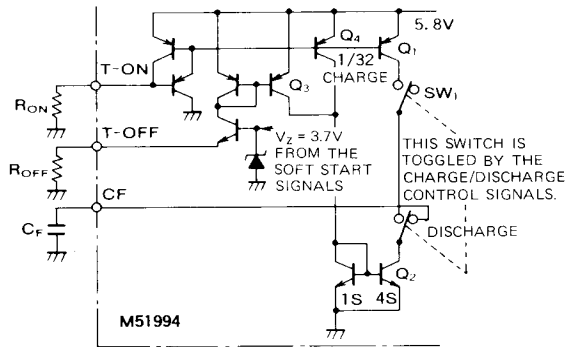 5.8V
Q4
Q1
T-ON
1/32
CHARGE
Q3
SW1
RON
T-OFF
VZ = 3.7V
FROM THE
SOFT START
SIGNALS
THIS SWITCH IS
TOGGLED BY THE
CHARGE/DISCHARGE
CONTROL SIGNALS.
ROFF
CF
CF
DISCHARGE
Q2
1S 4S
M51994